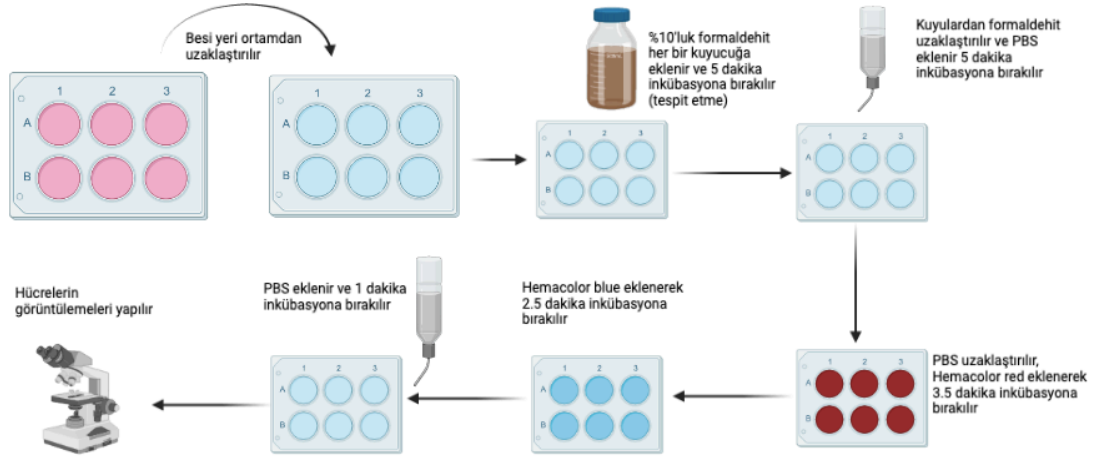 Besi yeri ortamdan
uzaklaştırılır
1 2 3
A
B
1 2 3
A
B
%10'luk formaldehit
her bir kuyucuğa
eklenir ve 5 dakika
inkübasyona bırakılır
(tespit etme)
1 2 3
A
B
Kuyulardan formaldehit
uzaklaştırılır ve PBS
eklenir 5 dakika
inkübasyona bırakılır
1 2 3
A
B
PBS uzaklaştırılır,
Hemacolor red eklenerek
3.5 dakika inkübasyona
bırakılır
1 2 3
A
B
Hemacolor blue eklenerek
2.5 dakika inkübasyona
bırakılır
1 2 3
A
B
PBS eklenir ve 1 dakika
inkübasyona bırakılır
1 2 3
A
B
Hücrelerin
görüntülemeleri yapılır